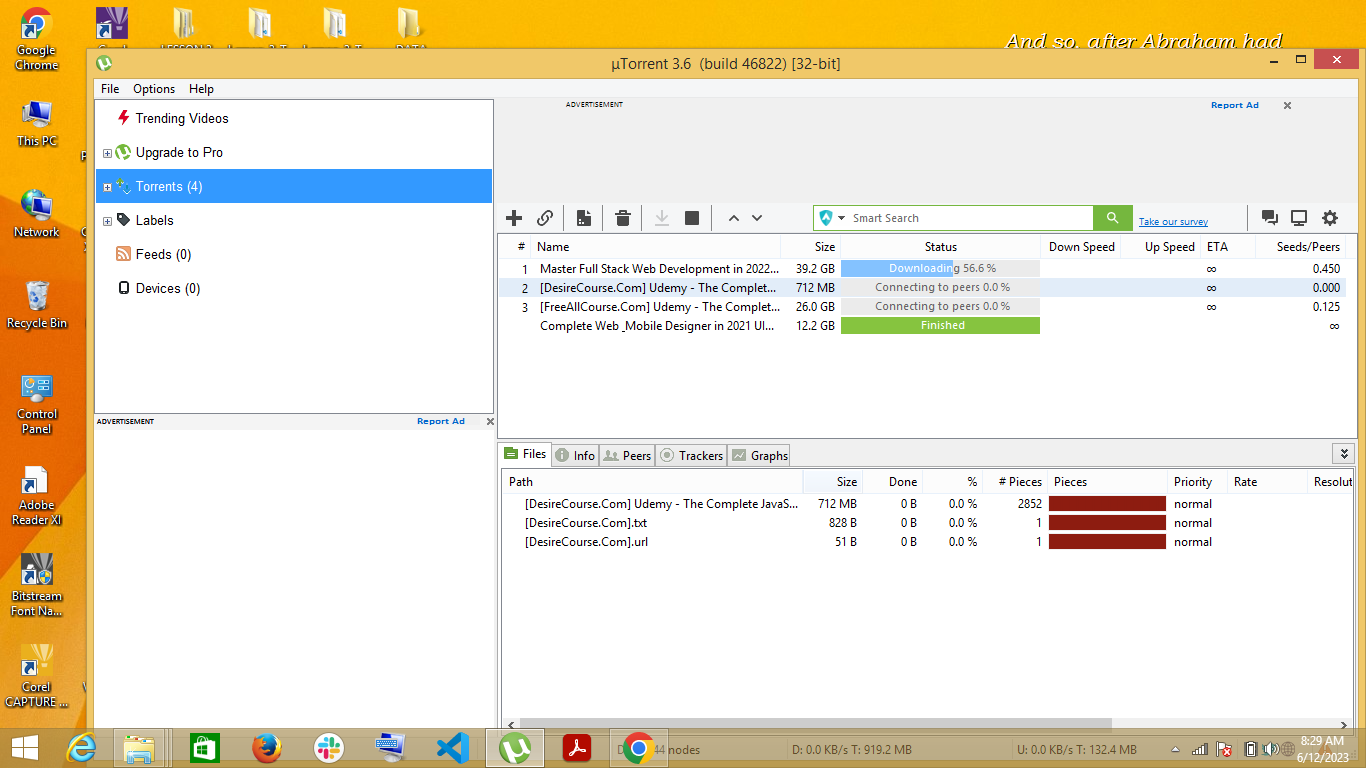 And so, after Abraham had
Google
Chrome
This PC
Network
Recycle Bin
Control
Panel
Adobe
Reader XI
Bitstream
Font Na...
Corel
CAPTURE ...
µTorrent 3.6 (build 46822) [32-bit]
File Options Help
Trending Videos
Upgrade to Pro
Torrents (4)
Labels
Feeds (0)
Devices (0)
ADVERTISEMENT Report Ad
ADVERTISEMENT Report Ad
Smart Search
Take our survey
# Name Size Status Down Speed Up Speed ETA Seeds/Peers
1 Master Full Stack Web Development in 2022... 39.2 GB Downloading 56.6 % ∞ 0.450
2 [DesireCourse.Com] Udemy - The Complet... 712 MB Connecting to peers 0.0 % ∞ 0.000
3 [FreeAllCourse.Com] Udemy - The Complet... 26.0 GB Connecting to peers 0.0 % ∞ 0.125
Complete Web _Mobile Designer in 2021 UI... 12.2 GB Finished ∞
Files Info Peers Trackers Graphs
Path Size Done % # Pieces Pieces Priority Rate Resolut
[DesireCourse.Com] Udemy - The Complete JavaS... 712 MB 0 B 0.0 % 2852 normal
[DesireCourse.Com].txt 828 B 0 B 0.0 % 1 normal
[DesireCourse.Com].url 51 B 0 B 0.0 % 1 normal
44 nodes D: 0.0 KB/s T: 919.2 MB U: 0.0 KB/s T: 132.4 MB
8:29 AM
6/12/2023